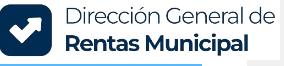 Dirección General de
Rentas Municipal